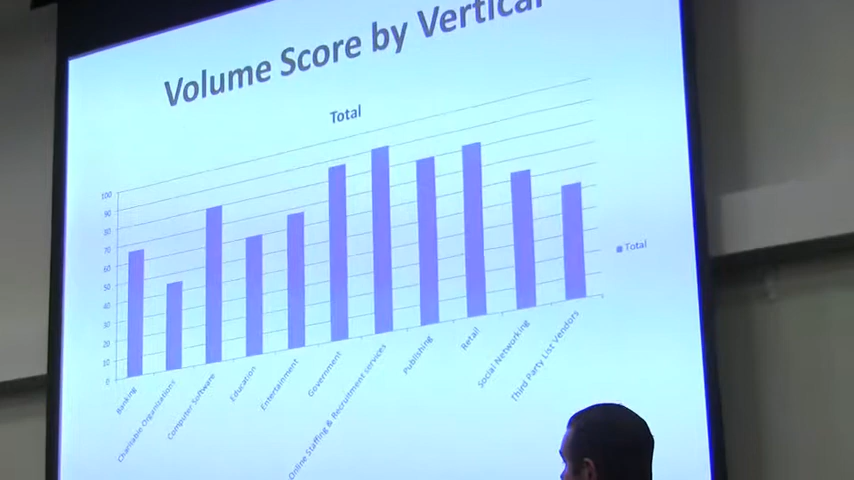 Volume Score by Vertical
Total
100
90
80
70
60
50
40
30
20
10
0
Total
Banking
Charitable Organizations
Computer Software
Education
Entertainment
Government
Online Staffing & Recruitment services
Publishing
Retail
Social Networking
Third Party List Vendors